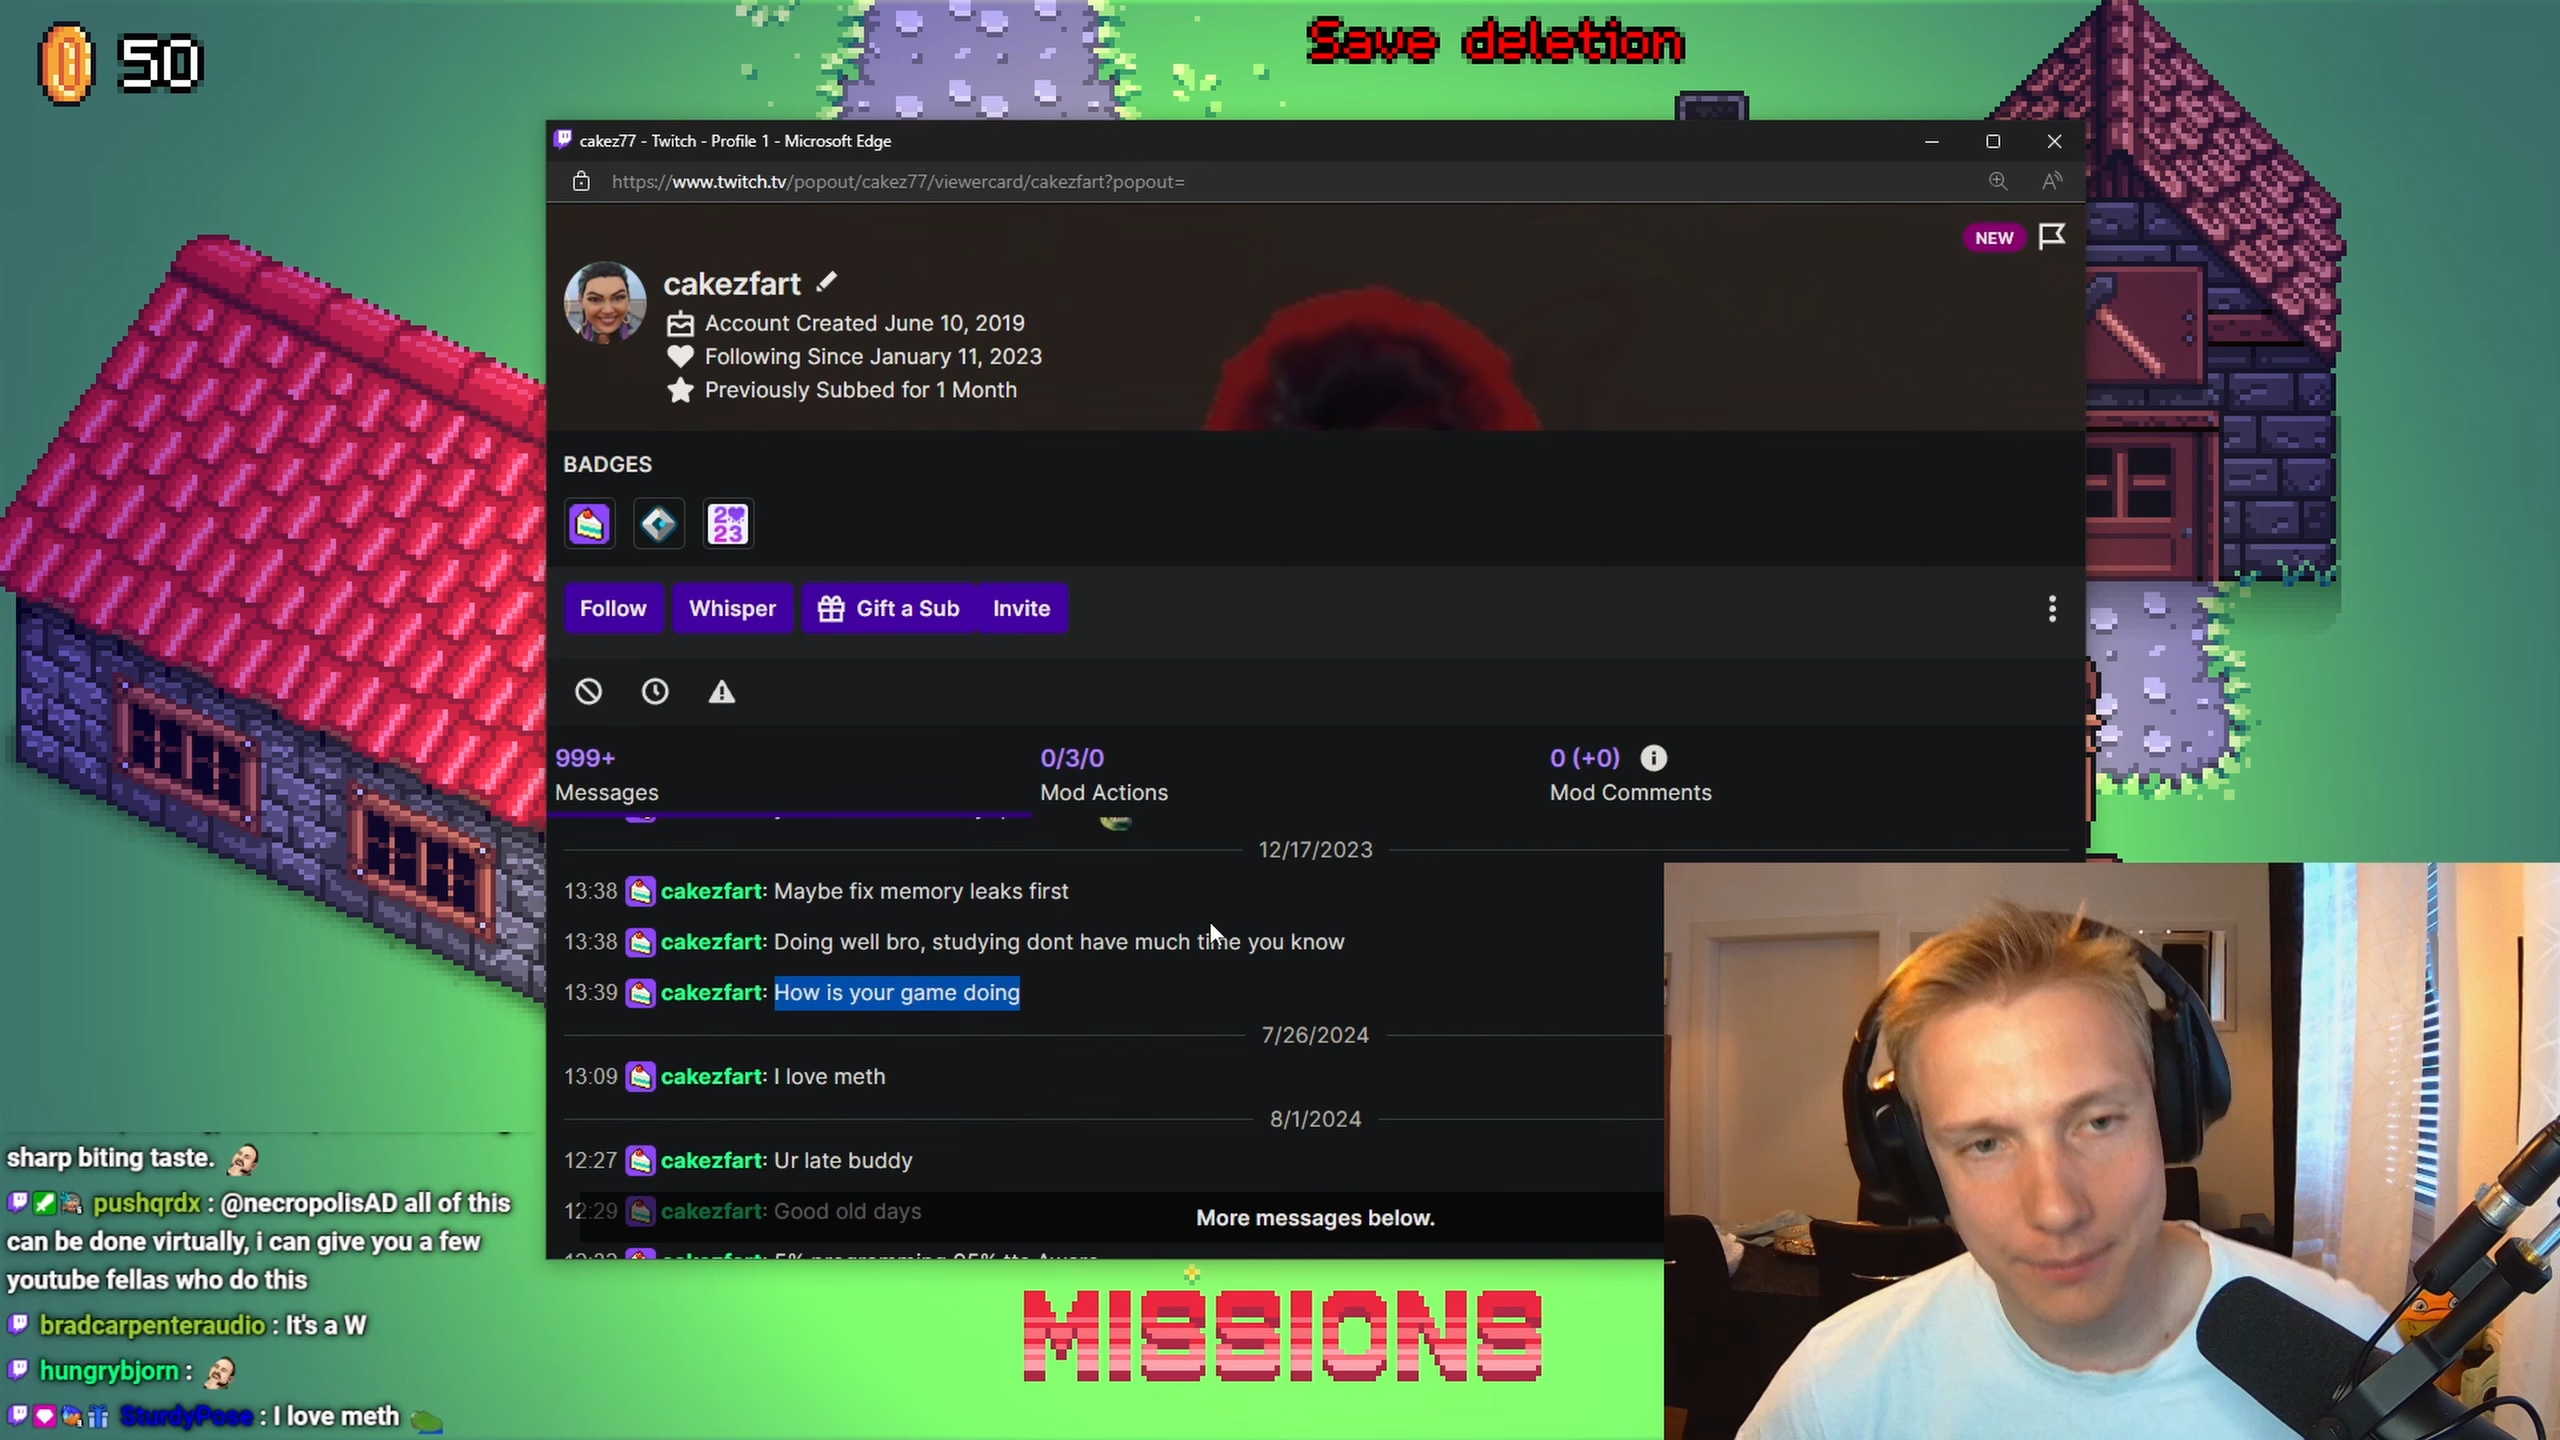 50
Save deletion
cakez77 - Twitch - Profile 1 - Microsoft Edge
https://www.twitch.tv/popout/cakez77/viewercard/cakezfart?popout=
NEW
cakezfart
Account Created June 10, 2019
Following Since January 11, 2023
Previously Subbed for 1 Month
BADGES
2023
Follow Whisper Gift a Sub Invite
999+ 0/3/0 0 (+0)
Messages Mod Actions Mod Comments
12/17/2023
13:38 cakezfart: Maybe fix memory leaks first
13:38 cakezfart: Doing well bro, studying dont have much time you know
13:39 cakezfart: How is your game doing
7/26/2024
13:09 cakezfart: I love meth
8/1/2024
12:27 cakezfart: Ur late buddy
12:29 cakezfart: Good old days
More messages below.
sharp biting taste.
pushqrdx : @necropolisAD all of this
can be done virtually, i can give you a few
youtube fellas who do this
bradcarpenteraudio : It's a W
hungrybjorn :
SturdyPose : I love meth
MISSIONS